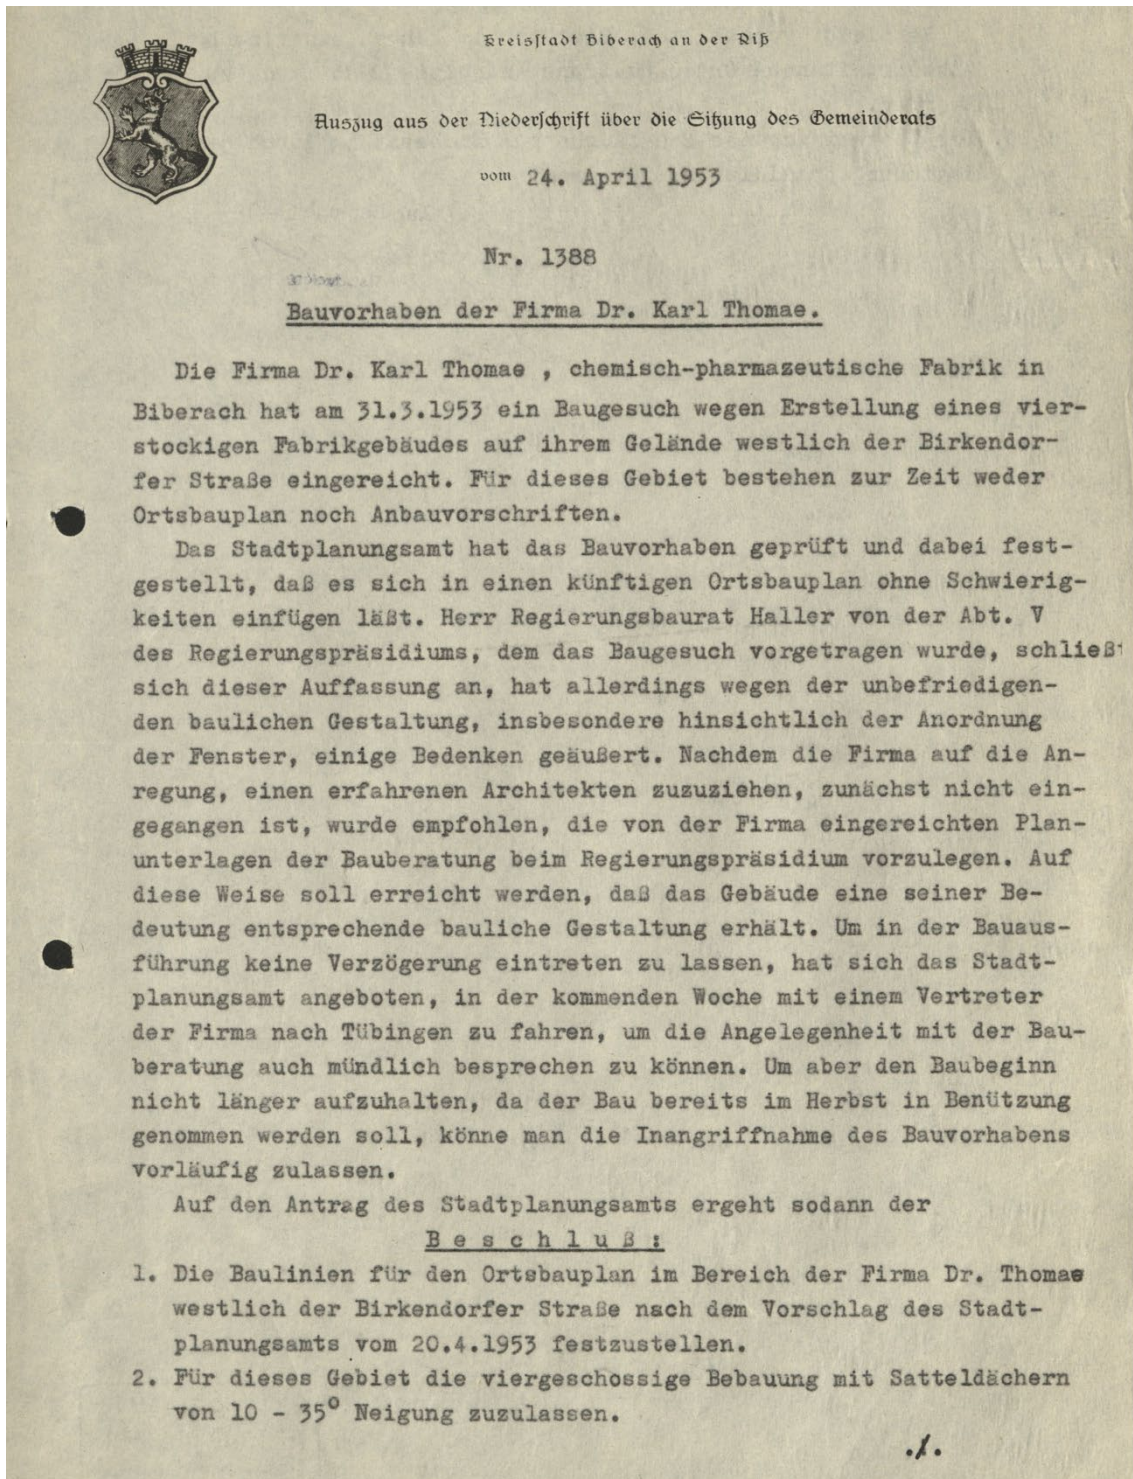 Kreisstadt Biberach an der Riß
Auszug aus der Niederschrift über die Sitzung des Gemeinderats
vom 24. April 1953
Nr. 1388
Bauvorhaben der Firma Dr. Karl Thomae.
Die Firma Dr. Karl Thomae , chemisch-pharmazeutische Fabrik in
Biberach hat am 31.3.1953 ein Baugesuch wegen Erstellung eines vier-
stockigen Fabrikgebäudes auf ihrem Gelände westlich der Birkendor-
fer Straße eingereicht. Für dieses Gebiet bestehen zur Zeit weder
Ortsbauplan noch Anbauvorschriften.
Das Stadtplanungsamt hat das Bauvorhaben geprüft und dabei fest-
gestellt, daß es sich in einen künftigen Ortsbauplan ohne Schwierig-
keiten einfügen läßt. Herr Regierungsbaurat Haller von der Abt. V
des Regierungspräsidiums, dem das Baugesuch vorgetragen wurde, schließt
sich dieser Auffassung an, hat allerdings wegen der unbefriedigen-
den baulichen Gestaltung, insbesondere hinsichtlich der Anordnung
der Fenster, einige Bedenken geäußert. Nachdem die Firma auf die An-
regung, einen erfahrenen Architekten zuzuziehen, zunächst nicht ein-
gegangen ist, wurde empfohlen, die von der Firma eingereichten Plan-
unterlagen der Bauberatung beim Regierungspräsidium vorzulegen. Auf
diese Weise soll erreicht werden, daß das Gebäude eine seiner Be-
deutung entsprechende bauliche Gestaltung erhält. Um in der Bauaus-
führung keine Verzögerung eintreten zu lassen, hat sich das Stadt-
planungsamt angeboten, in der kommenden Woche mit einem Vertreter
der Firma nach Tübingen zu fahren, um die Angelegenheit mit der Bau-
beratung auch mündlich besprechen zu können. Um aber den Baubeginn
nicht länger aufzuhalten, da der Bau bereits im Herbst in Benützung
genommen werden soll, könne man die Inangriffnahme des Bauvorhabens
vorläufig zulassen.
Auf den Antrag des Stadtplanungsamts ergeht sodann der
B e s c h l u ß :
1. Die Baulinien für den Ortsbauplan im Bereich der Firma Dr. Thomae
westlich der Birkendorfer Straße nach dem Vorschlag des Stadt-
planungsamts vom 20.4.1953 festzustellen.
2. Für dieses Gebiet die viergeschossige Bebauung mit Satteldächern
von 10 - 35° Neigung zuzulassen.
./.